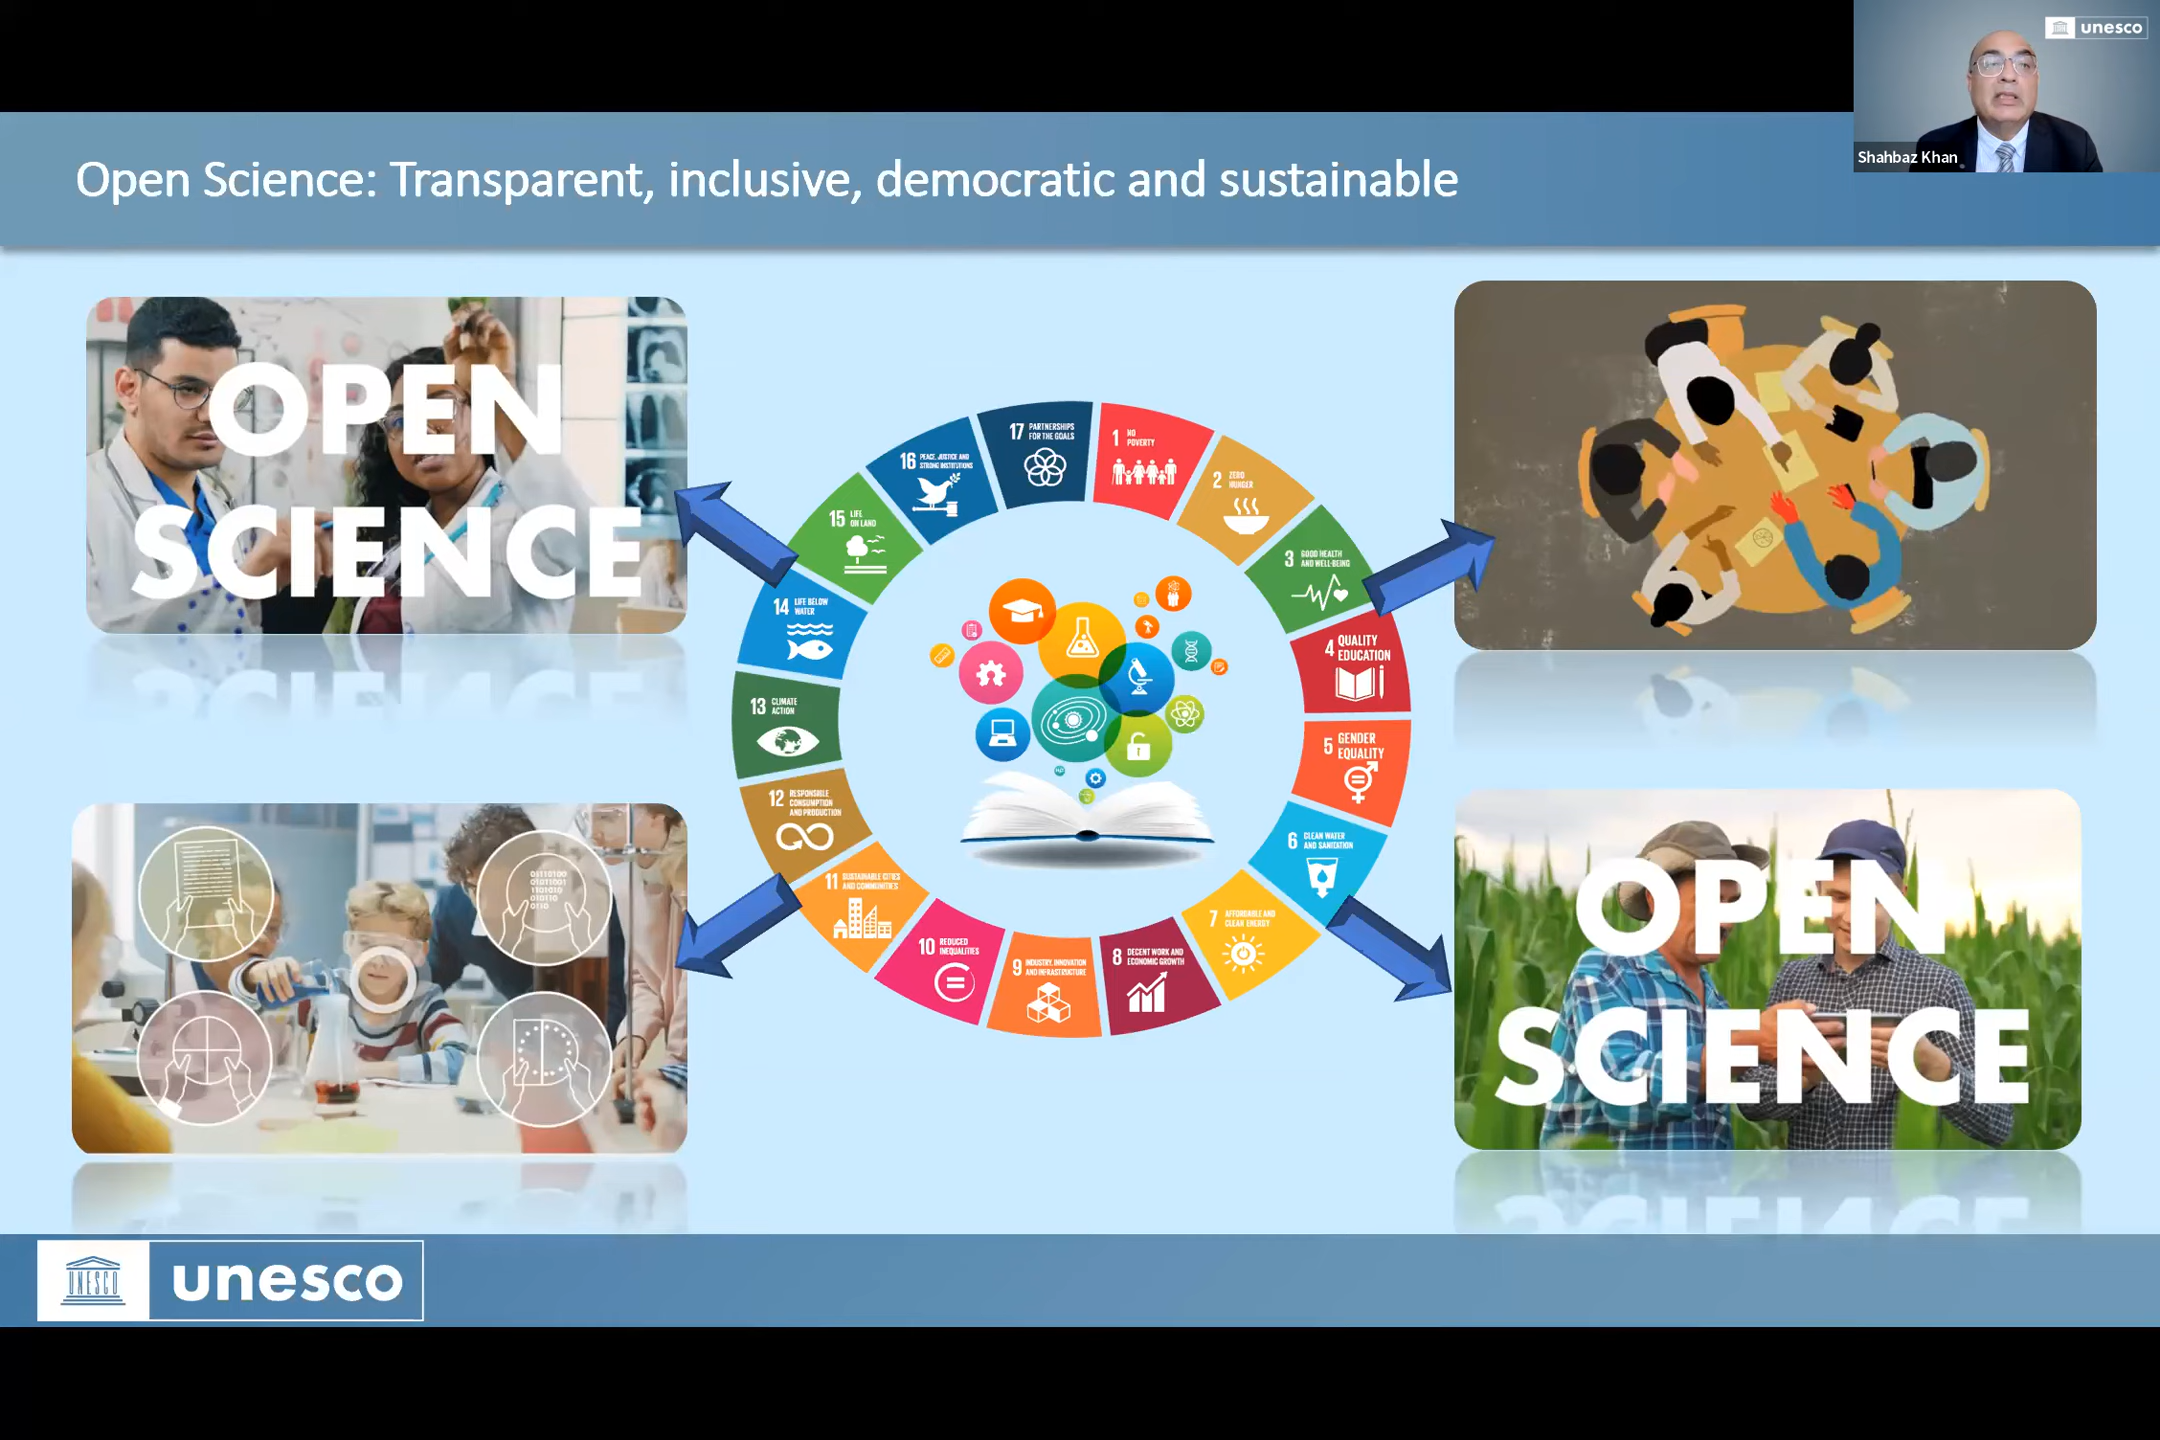 unesco
Shahbaz Khan
Open Science: Transparent, inclusive, democratic and sustainable
OPEN
SCIENCE
17 PARTNERSHIPS
FOR THE GOALS
1 NO
POVERTY
2 ZERO
HUNGER
3 GOOD HEALTH
AND WELL-BEING
4 QUALITY
EDUCATION
5 GENDER
EQUALITY
6 CLEAN WATER
AND SANITATION
7 AFFORDABLE AND
CLEAN ENERGY
8 DECENT WORK AND
ECONOMIC GROWTH
9 INDUSTRY, INNOVATION
AND INFRASTRUCTURE
10 REDUCED
INEQUALITIES
11 SUSTAINABLE CITIES
AND COMMUNITIES
12 RESPONSIBLE
CONSUMPTION
AND PRODUCTION
13 CLIMATE
ACTION
14 LIFE BELOW
WATER
15 LIFE
ON LAND
16 PEACE, JUSTICE AND
STRONG INSTITUTIONS
OPEN
SCIENCE
UNESCO
unesco